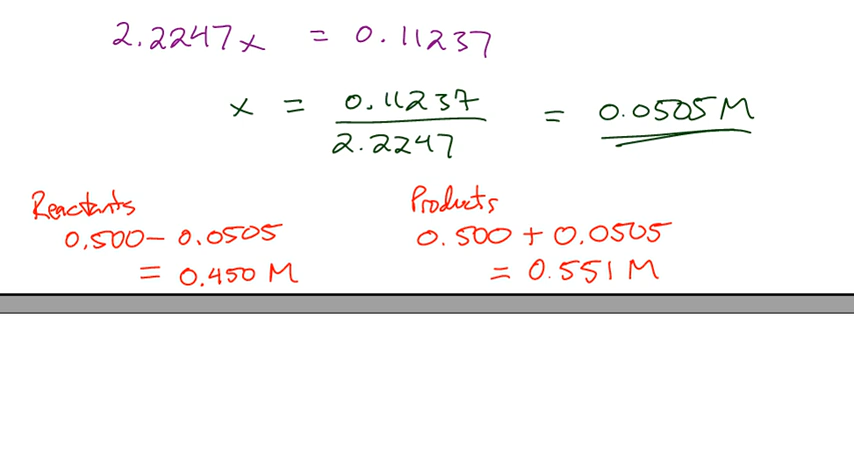 2.2247x = 0.11237
x = 0.11237 / 2.2247 = 0.0505 M
Reactants
Products
0.500 - 0.0505
0.500 + 0.0505
= 0.450 M
= 0.551 M